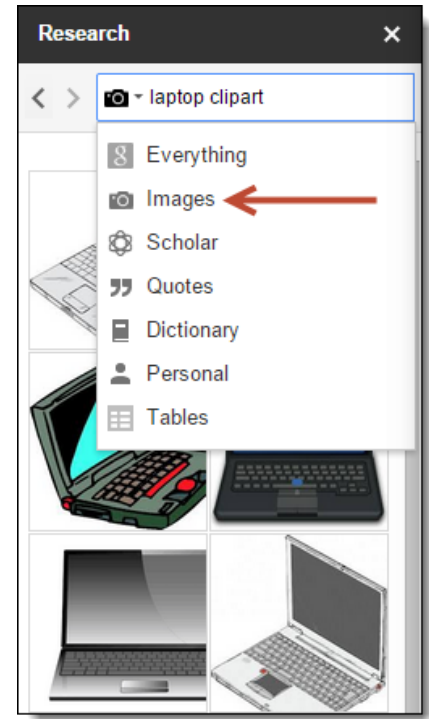 Research
laptop clipart
Everything
Images
Scholar
Quotes
Dictionary
Personal
Tables